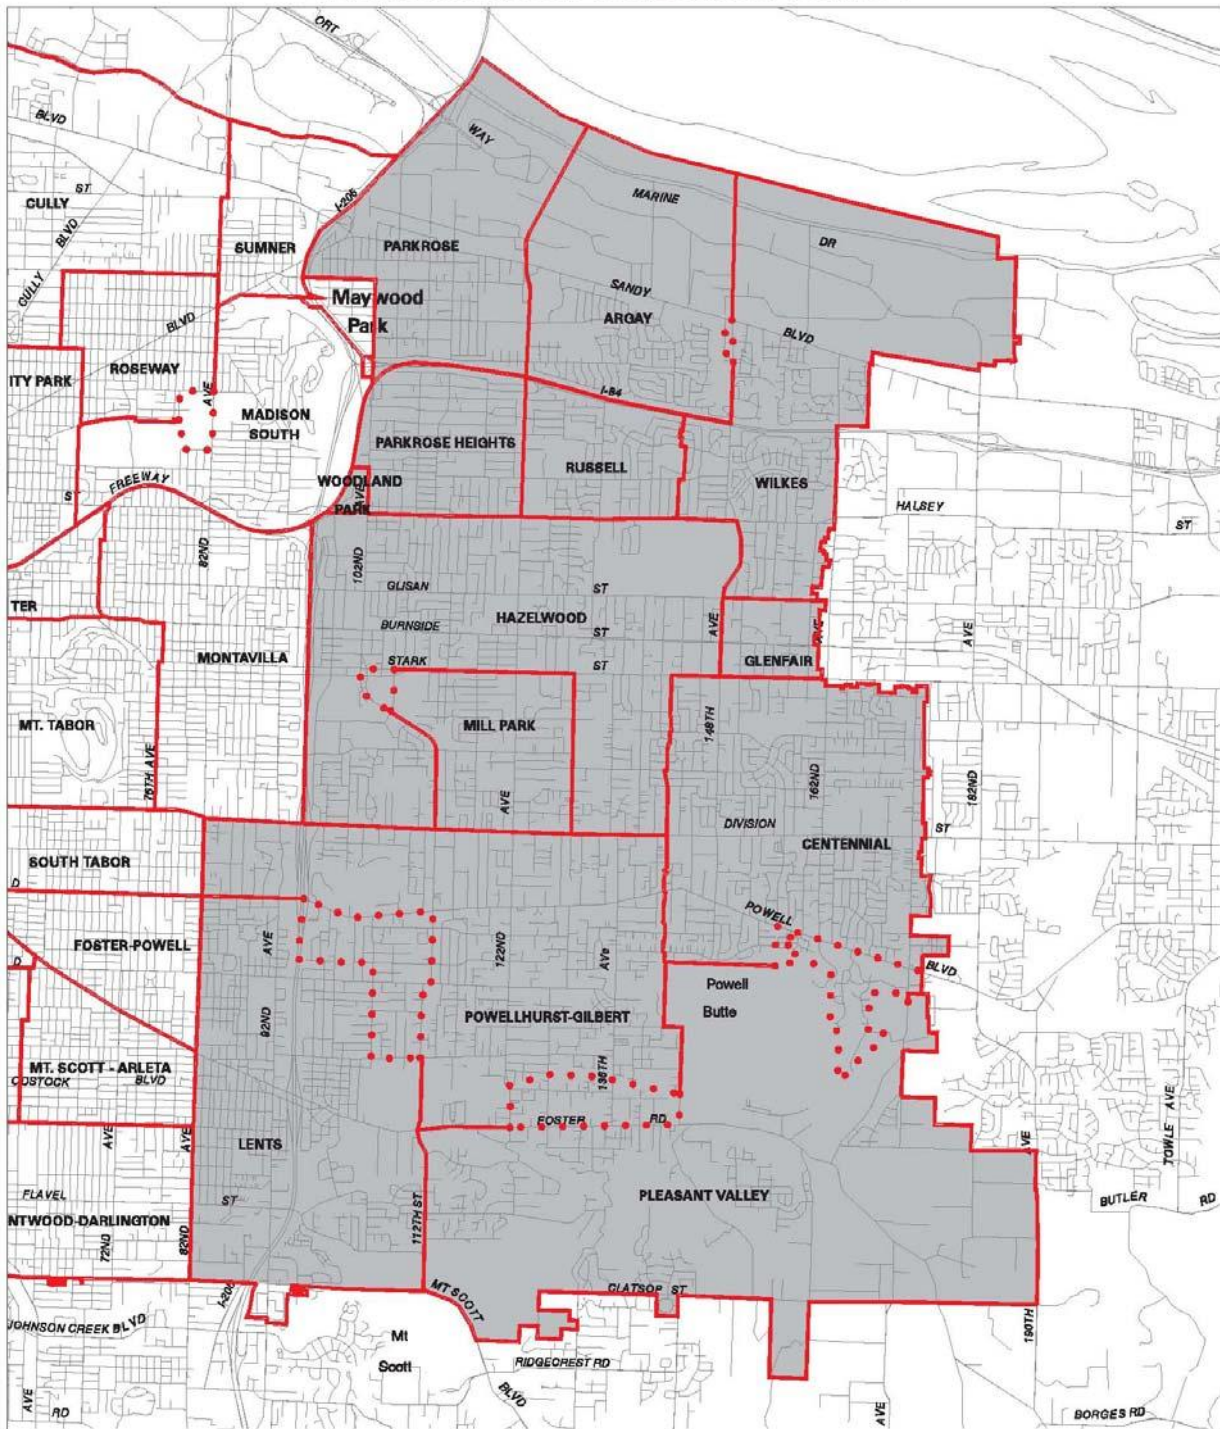 ORT
BLVD
WAY
I-205
MARINE
ST
CULLY
BLVD
SUMNER
PARKROSE
DR
CULLY
SANDY
Maywood
Park
ARGAY
BLVD
BLVD
ROSEWAY
ITY PARK
AVE
I-84
MADISON
SOUTH
PARKROSE HEIGHTS
RUSSELL
WOODLAND
PARK
AVE
WILKES
FREEWAY
S
HALSEY
ST
82ND
102ND
GLISAN
ST
TER
HAZELWOOD
BURNSIDE
ST
AVE
AVE
AVE
MONTAVILLA
STARK
ST
GLENFAIR
MT. TABOR
MILL PARK
148TH
76TH AVE
AVE
162ND
182ND
DIVISION
ST
CENTENNIAL
SOUTH TABOR
D
POWELL
FOSTER-POWELL
AVE
122ND
AVe
D
BLVD
Powell
Butte
92ND
POWELLHURST-GILBERT
MT. SCOTT - ARLETA
COSTOCK
BLVD
136TH
FOSTER
RD
AVE
AVE
LENTS
AVE
TOWLE AVE
FLAVEL
ST
PLEASANT VALLEY
BUTLER
RD
NTWOOD-DARLINGTON
72ND
82ND
112TH ST
I-205
MT SCOTT
CLATSOP ST
190TH
JOHNSON CREEK BLVD
Mt
Scott
RIDGECREST RD
AVE
RD
BLVD
AVE
BORGES RD